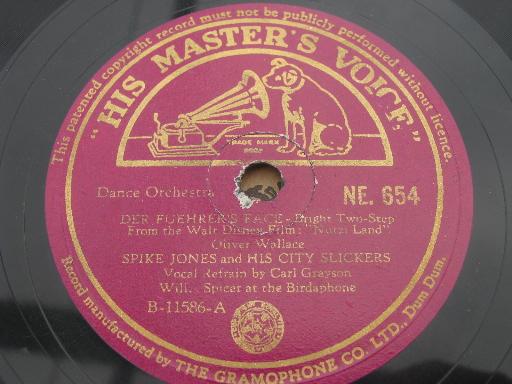 This patented copyright record must not be publicly performed without licence.
"HIS MASTER'S VOICE"
TRADE MARK
Dance Orchestra
NE. 654
DER FUEHRER'S FACE - Bright Two-Step
From the Walt Disney Film: "Nutzi Land"
Oliver Wallace
SPIKE JONES and HIS CITY SLICKERS
Vocal Refrain by Carl Grayson
Will. Spicer at the Birdaphone
B-11586-A
Record manufactured by THE GRAMOPHONE CO. LTD., Dum Dum.